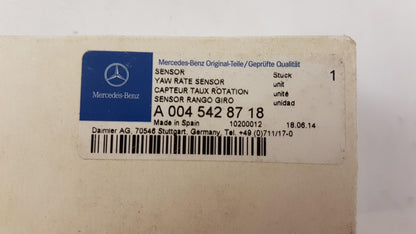 Mercedes-Benz
Mercedes-Benz Original-Teile/Geprüfte Qualität
SENSOR Stuck 1
YAW RATE SENSOR unit
CAPTEUR TAUX ROTATION unité
SENSOR RANGO GIRO unidad
A 004 542 87 18
Made in Spain 10200012 18.06.14
Daimler AG, 70546 Stuttgart, Germany, Tel. +49 (0)711/17-0